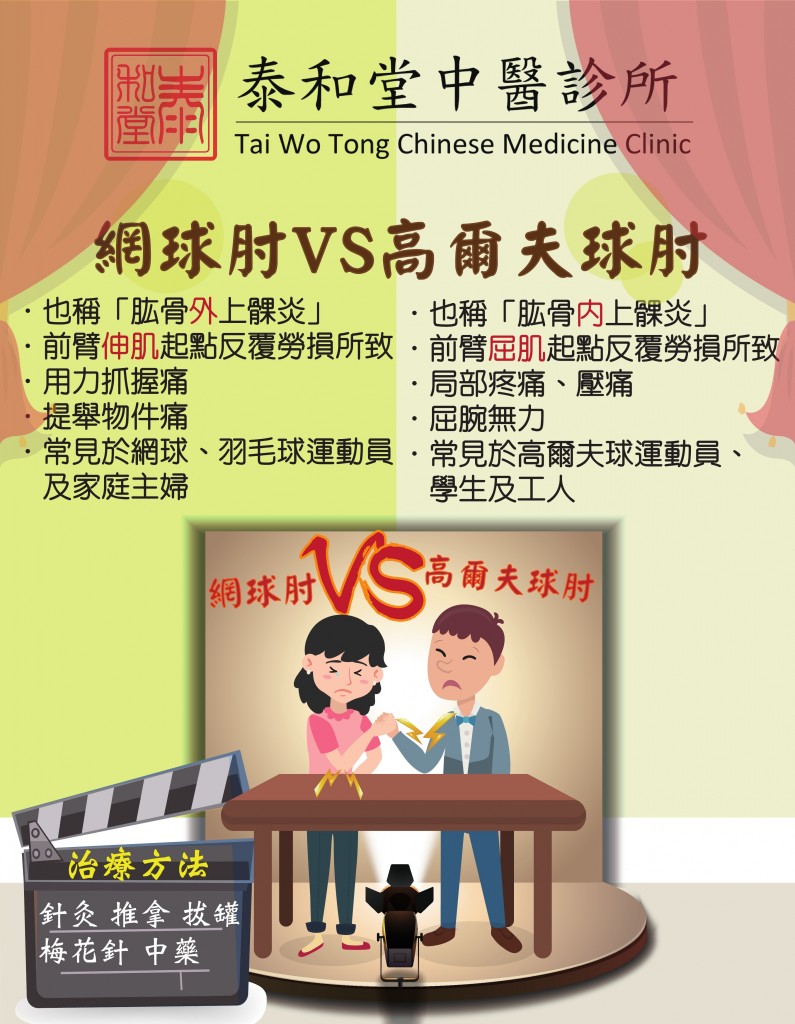 泰和堂
泰和堂中醫診所
Tai Wo Tong Chinese Medicine Clinic
網球肘VS高爾夫球肘
·也稱「肱骨外上髁炎」
·前臂伸肌起點反覆勞損所致
·用力抓握痛
·提舉物件痛
·常見於網球、羽毛球運動員
及家庭主婦
·也稱「肱骨内上髁炎」
·前臂屈肌起點反覆勞損所致
·局部疼痛、壓痛
·屈腕無力
·常見於高爾夫球運動員、
學生及工人
網球肘VS高爾夫球肘
治療方法
針灸 推拿 拔罐
梅花針 中藥